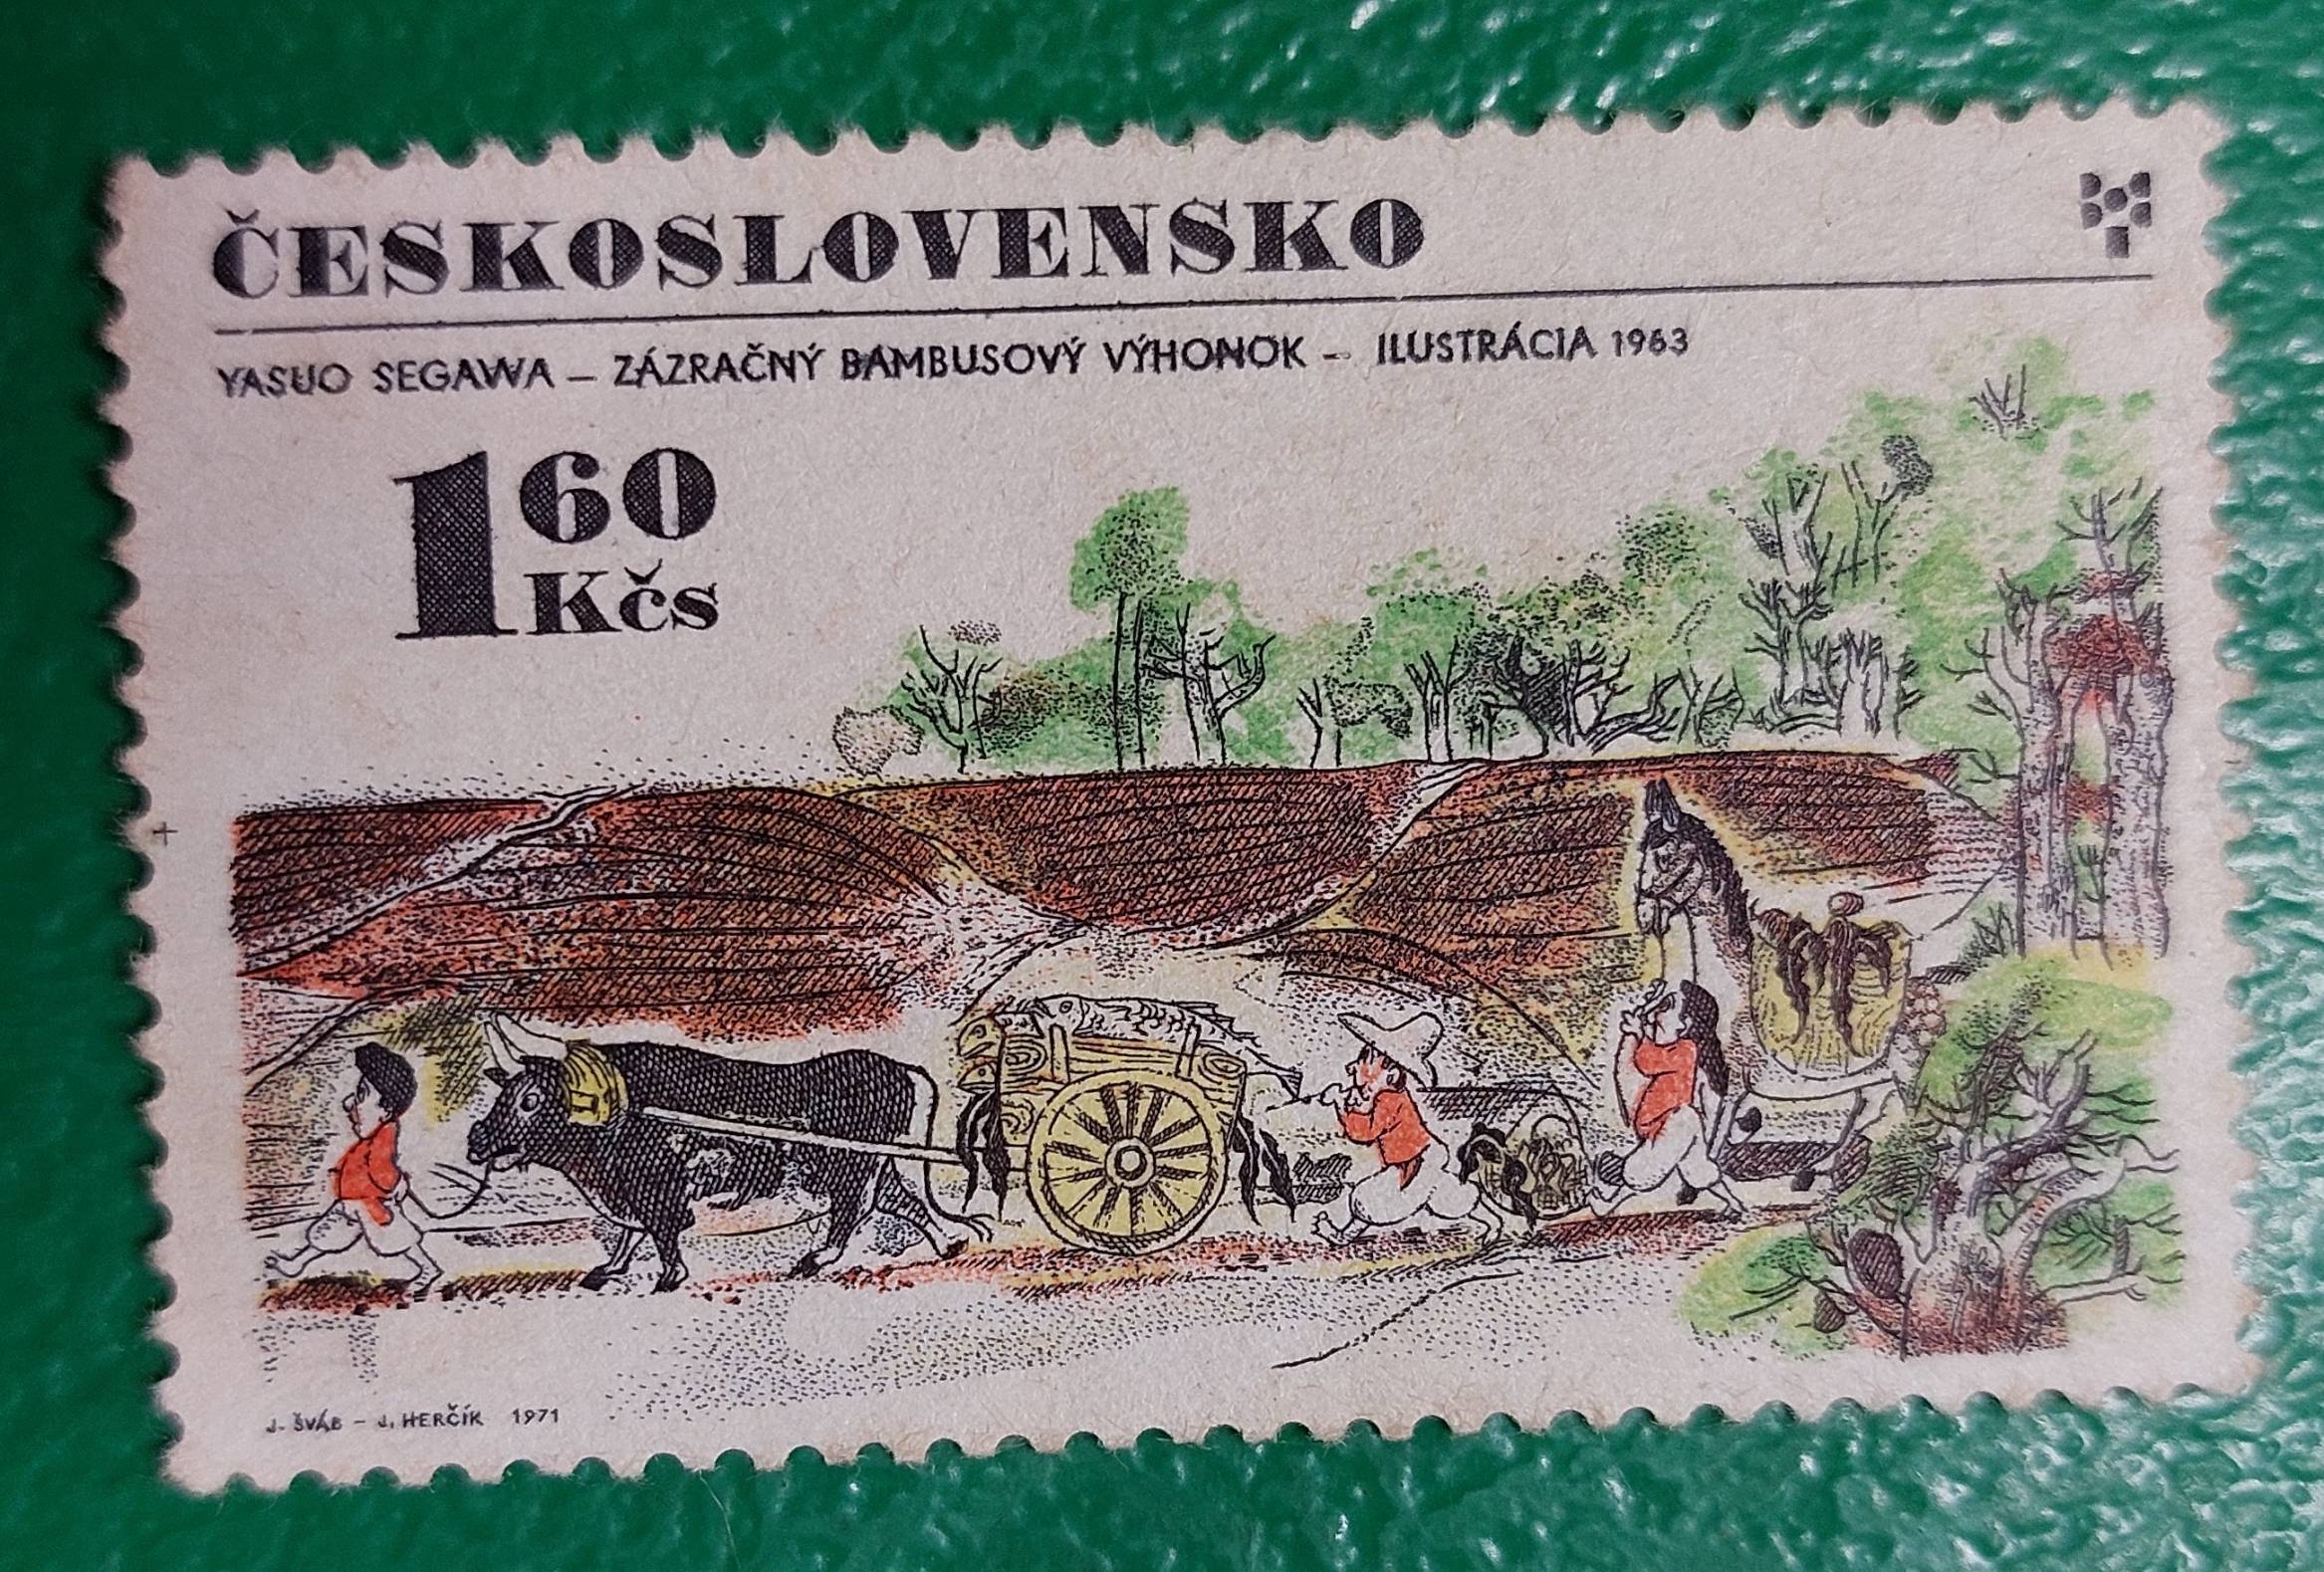 ČESKOSLOVENSKO
YASUO SEGAWA – ZÁZRAČNÝ BAMBUSOVÝ VÝHONOK – ILUSTRÁCIA 1963
1 60
Kčs
J. ŠVÁB – J. HERČÍK 1971